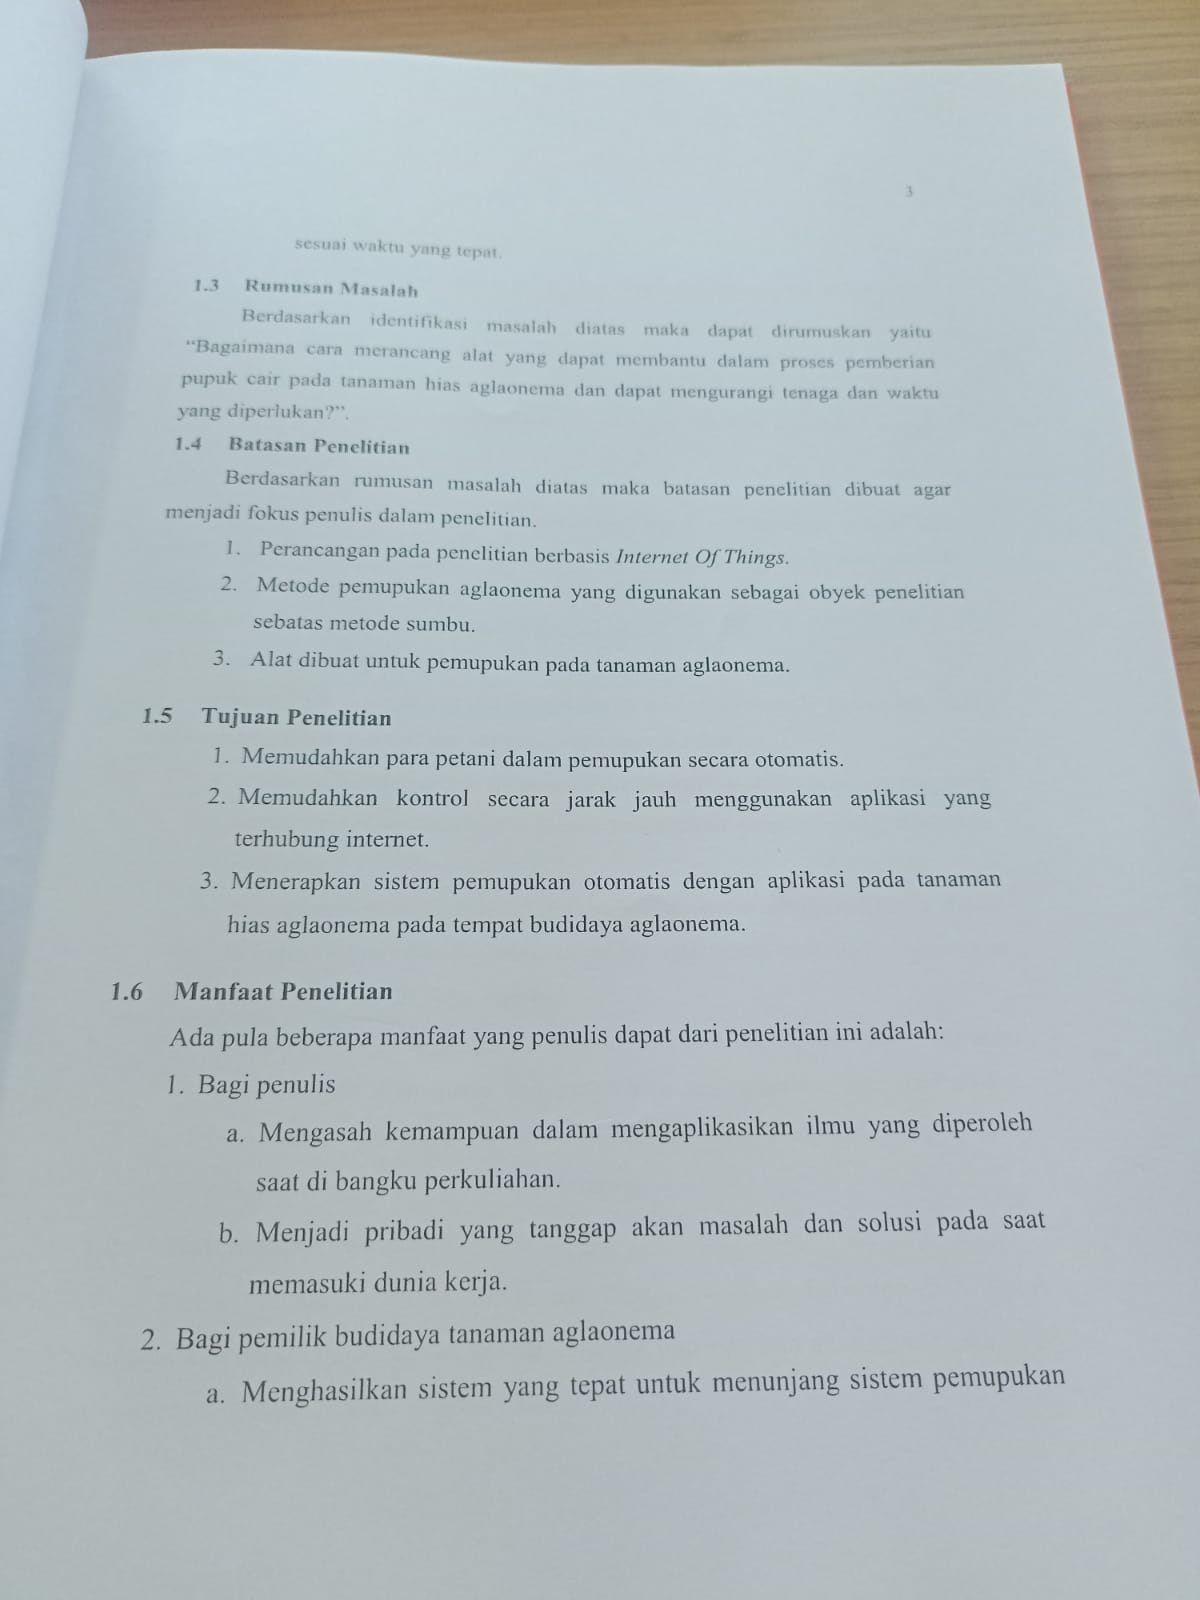 3
sesuai waktu yang tepat.
1.3 Rumusan Masalah
Berdasarkan identifikasi masalah diatas maka dapat dirumuskan yaitu
“Bagaimana cara merancang alat yang dapat membantu dalam proses pemberian
pupuk cair pada tanaman hias aglaonema dan dapat mengurangi tenaga dan waktu
yang diperlukan?”.
1.4 Batasan Penelitian
Berdasarkan rumusan masalah diatas maka batasan penelitian dibuat agar
menjadi fokus penulis dalam penelitian.
1. Perancangan pada penelitian berbasis Internet Of Things.
2. Metode pemupukan aglaonema yang digunakan sebagai obyek penelitian
sebatas metode sumbu.
3. Alat dibuat untuk pemupukan pada tanaman aglaonema.
1.5 Tujuan Penelitian
1. Memudahkan para petani dalam pemupukan secara otomatis.
2. Memudahkan kontrol secara jarak jauh menggunakan aplikasi yang
terhubung internet.
3. Menerapkan sistem pemupukan otomatis dengan aplikasi pada tanaman
hias aglaonema pada tempat budidaya aglaonema.
1.6 Manfaat Penelitian
Ada pula beberapa manfaat yang penulis dapat dari penelitian ini adalah:
1. Bagi penulis
a. Mengasah kemampuan dalam mengaplikasikan ilmu yang diperoleh
saat di bangku perkuliahan.
b. Menjadi pribadi yang tanggap akan masalah dan solusi pada saat
memasuki dunia kerja.
2. Bagi pemilik budidaya tanaman aglaonema
a. Menghasilkan sistem yang tepat untuk menunjang sistem pemupukan